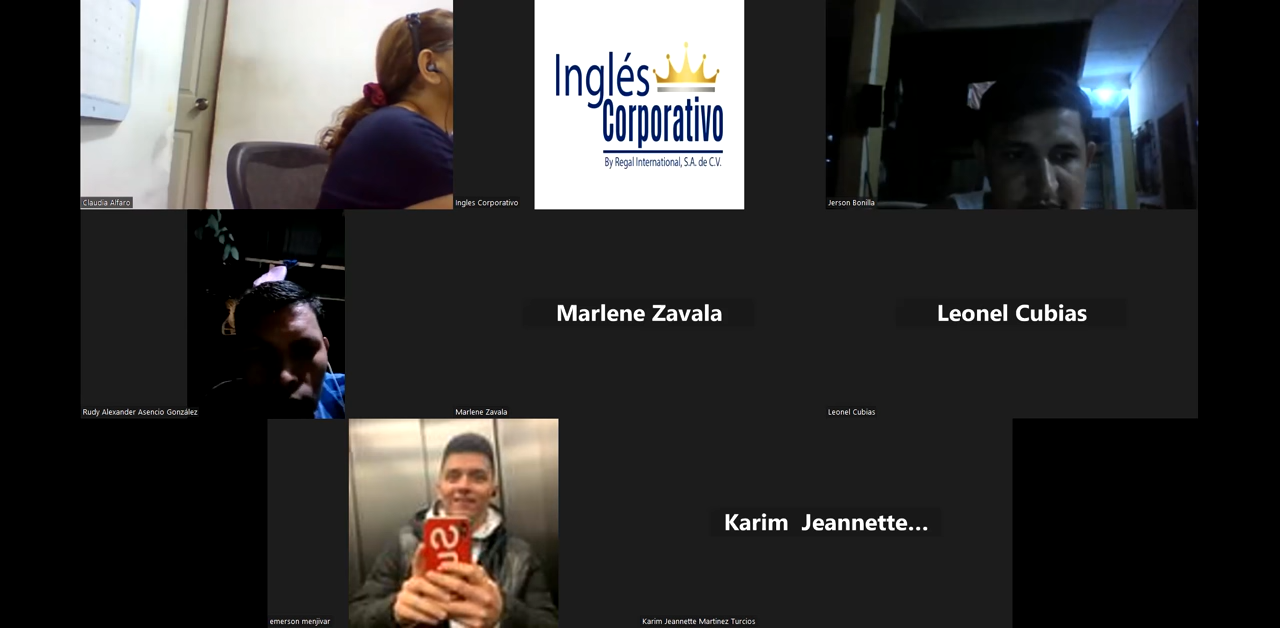 Inglés
Corporativo
By Regal International, S.A. de C.V.
Claudia Alfaro
Ingles Corporativo
Jerson Bonilla
Marlene Zavala
Leonel Cubias
Rudy Alexander Asencio González
Marlene Zavala
Leonel Cubias
Karim Jeannette...
emerson menjivar
Karim Jeannette Martinez Turcios